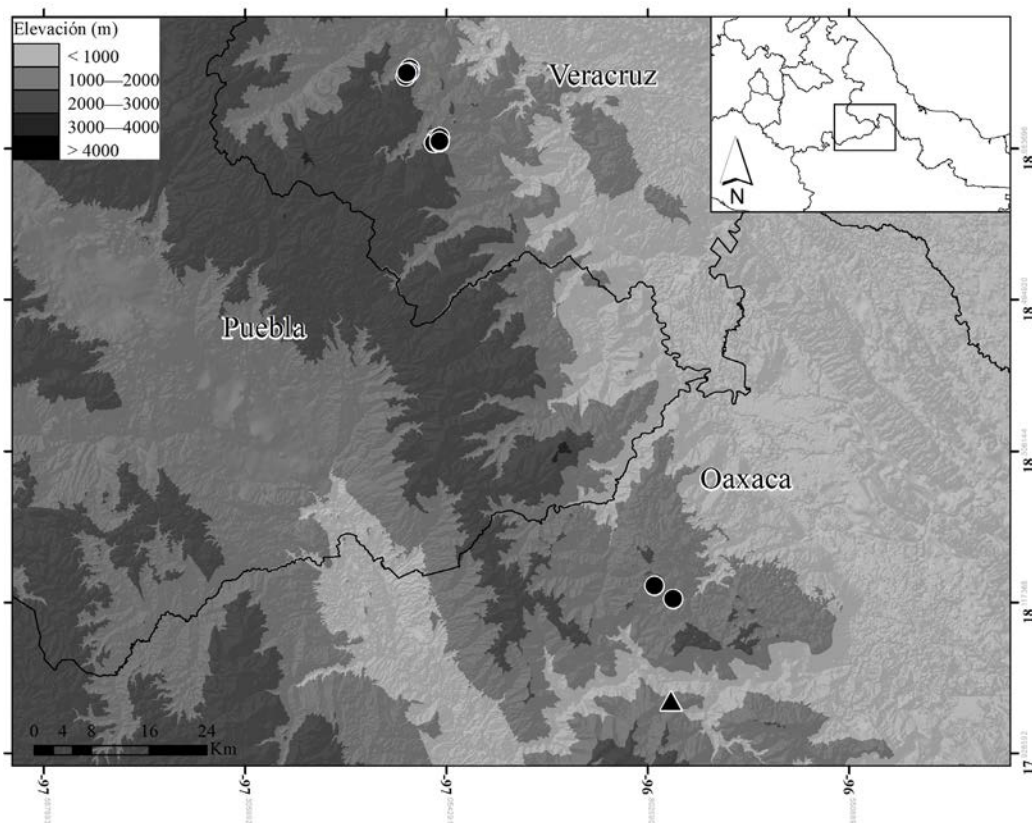 Elevación (m)
< 1000
1000—2000
2000—3000
3000—4000
> 4000
Veracruz
Puebla
Oaxaca
N
0 4 8 16 24
Km
18
18
18
18
17
-97
-97
-97
-96
-96